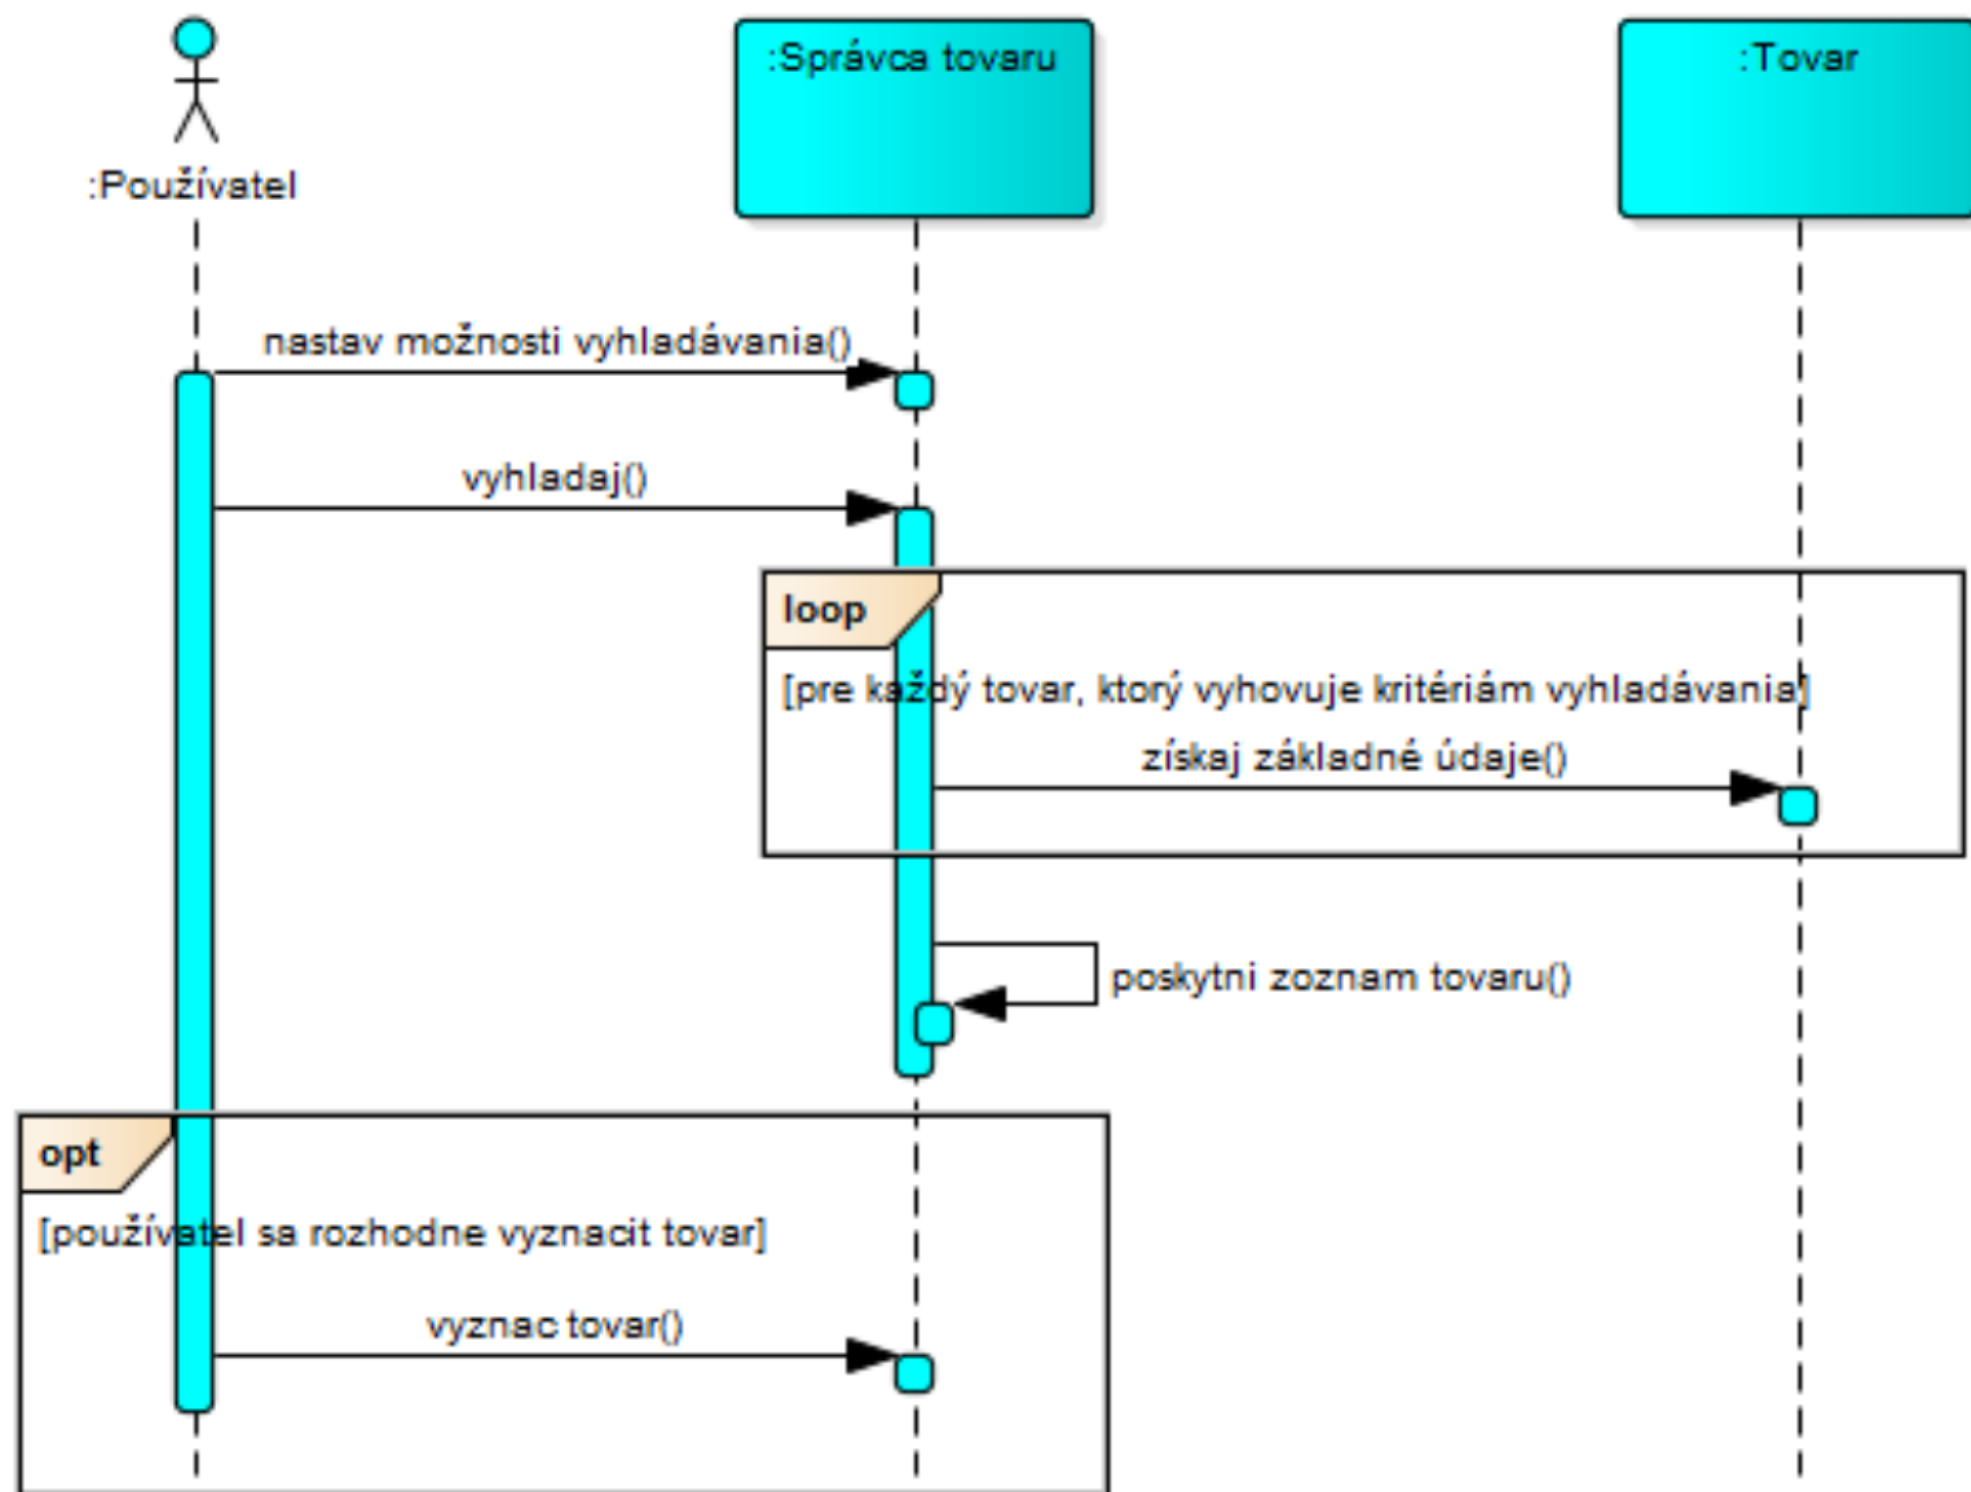 :Správca tovaru
:Tovar
:Používatel
nastav možnosti vyhladávania()
vyhladaj()
loop
[pre každý tovar, ktorý vyhovuje kritériám vyhladávania]
získaj základné údaje()
poskytni zoznam tovaru()
opt
[používatel sa rozhodne vyznacit tovar]
vyznac tovar()